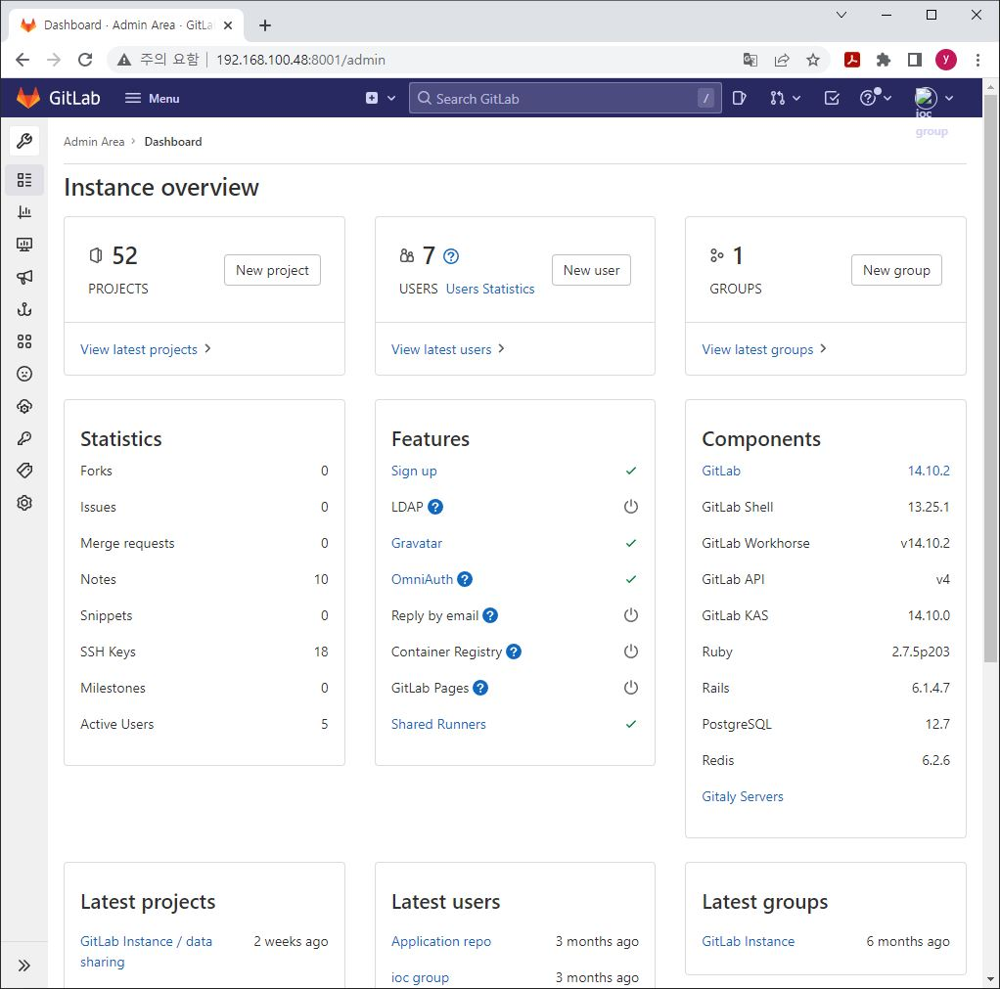 Dashboard · Admin Area · GitLa
주의 요함 | 192.168.100.48:8001/admin
y
GitLab Menu Search GitLab /
ioc
group
Admin Area › Dashboard
Instance overview
52
PROJECTS
New project
View latest projects
7
USERS Users Statistics
New user
View latest users
1
GROUPS
New group
View latest groups
Statistics
Forks 0
Issues 0
Merge requests 0
Notes 10
Snippets 0
SSH Keys 18
Milestones 0
Active Users 5
Features
Sign up
LDAP ?
Gravatar
OmniAuth ?
Reply by email ?
Container Registry ?
GitLab Pages ?
Shared Runners
Components
GitLab 14.10.2
GitLab Shell 13.25.1
GitLab Workhorse v14.10.2
GitLab API v4
GitLab KAS 14.10.0
Ruby 2.7.5p203
Rails 6.1.4.7
PostgreSQL 12.7
Redis 6.2.6
Gitaly Servers
Latest projects
GitLab Instance / data 2 weeks ago
sharing
Latest users
Application repo 3 months ago
ioc group 3 months ago
Latest groups
GitLab Instance 6 months ago